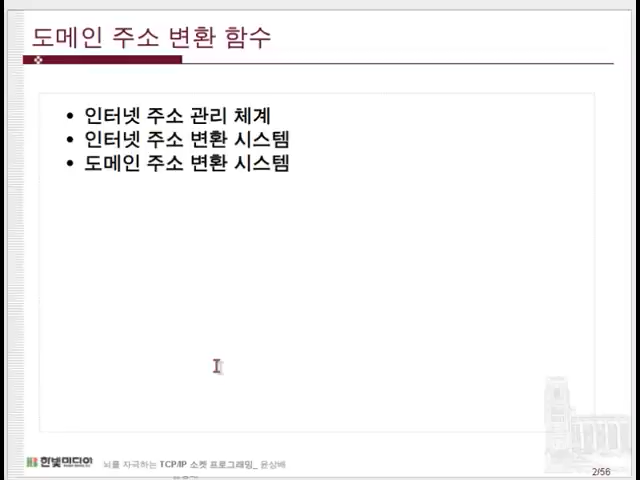 도메인 주소 변환 함수
• 인터넷 주소 관리 체계
• 인터넷 주소 변환 시스템
• 도메인 주소 변환 시스템
한빛미디어
뇌를 자극하는 TCP/IP 소켓 프로그래밍_ 윤상배
2/56